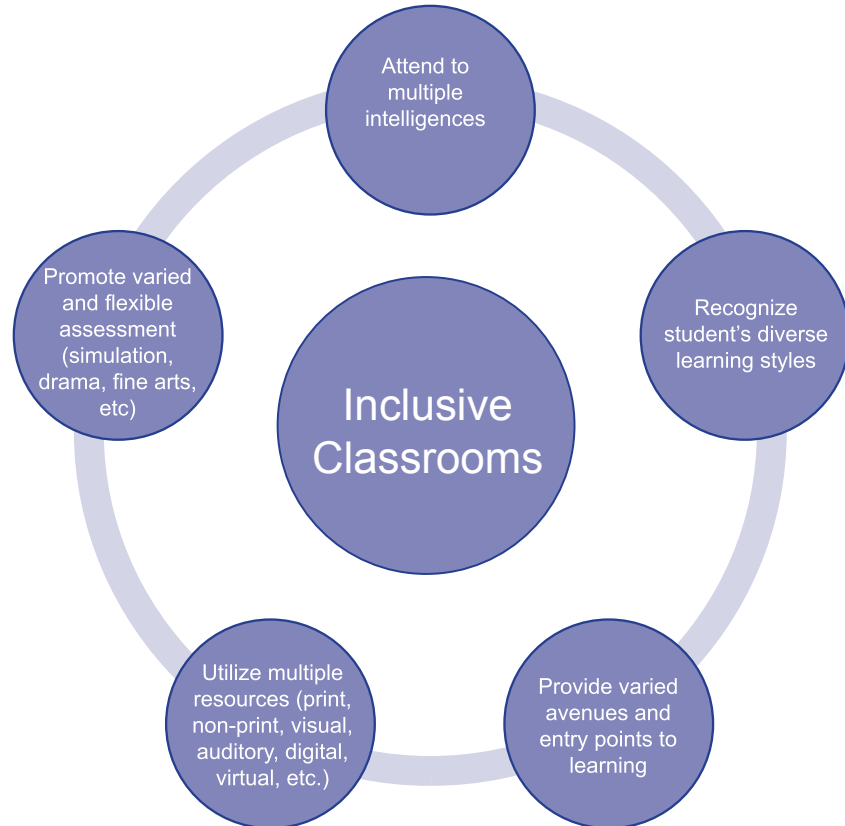 Attend to
multiple
intelligences
Recognize
student’s diverse
learning styles
Provide varied
avenues and
entry points to
learning
Utilize multiple
resources (print,
non-print, visual,
auditory, digital,
virtual, etc.)
Promote varied
and flexible
assessment
(simulation,
drama, fine arts,
etc)
Inclusive
Classrooms